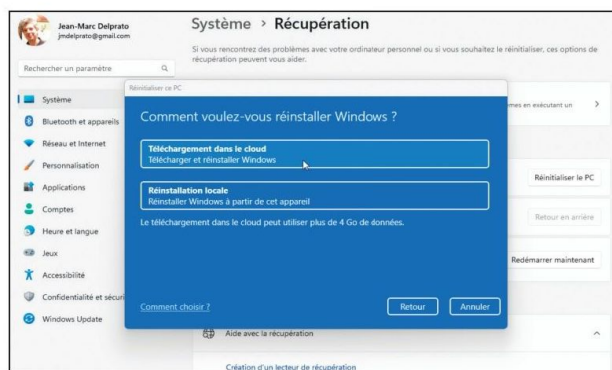 Jean-Marc Delprato
jmdelprato@gmail.com
Rechercher un paramètre
Système
Bluetooth et appareils
Réseau et Internet
Personnalisation
Applications
Comptes
Heure et langue
Jeux
Accessibilité
Confidentialité et sécuri
Windows Update
Système > Récupération
Si vous rencontrez des problèmes avec votre ordinateur personnel ou si vous souhaitez le réinitialiser, ces options de
récupération peuvent vous aider.
Réinitialiser ce PC
Comment voulez-vous réinstaller Windows ?
Téléchargement dans le cloud
Télécharger et réinstaller Windows
Réinstallation locale
Réinstaller Windows à partir de cet appareil
Le téléchargement dans le cloud peut utiliser plus de 4 Go de données.
Comment choisir ?
Retour
Annuler
mes en exécutant un
Réinitialiser le PC
Retour en arrière
Redémarrer maintenant
Aide avec la récupération
Création d'un lecteur de récupération